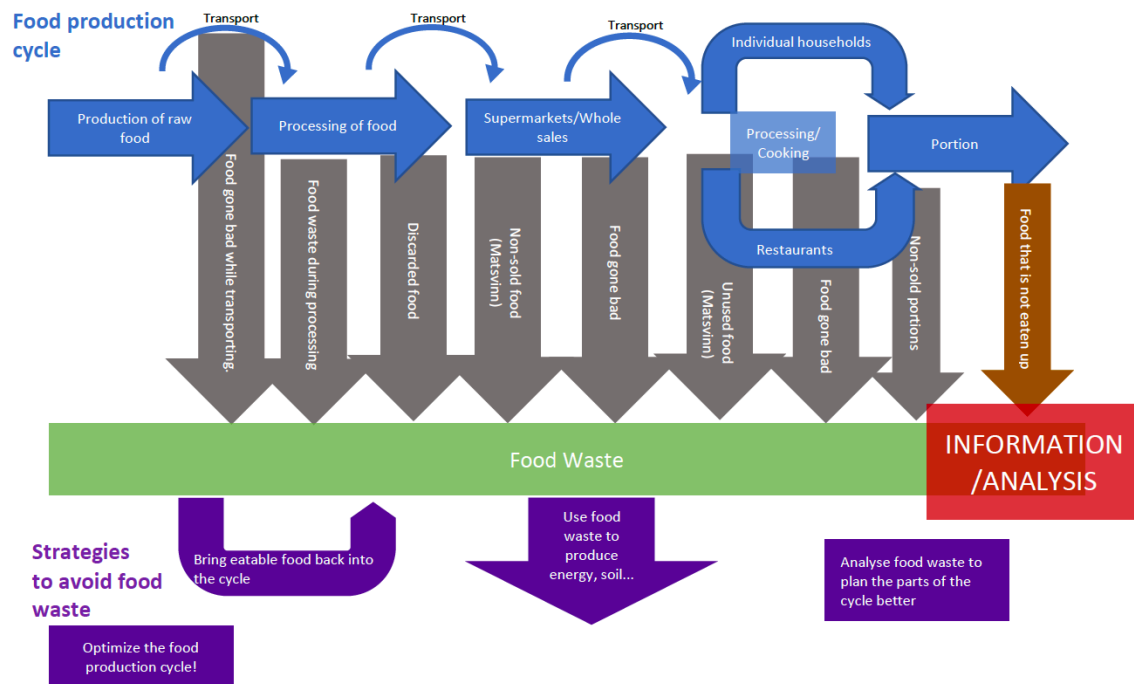 Food production
cycle
Transport
Transport
Transport
Individual households
Production of raw
food
Processing of food
Supermarkets/Whole
sales
Processing/
Cooking
Portion
Restaurants
Food gone bad while transporting.
Food waste during processing
Discarded food
Non-sold food
(Matsvinn)
Food gone bad
Unused food
(Matsvinn)
Food gone bad
Non-sold portions
Food that is not eaten up
Food Waste
INFORMATION
/ANALYSIS
Strategies
to avoid food
waste
Bring eatable food back into
the cycle
Use food
waste to
produce
energy, soil...
Analyse food waste to
plan the parts of the
cycle better
Optimize the food
production cycle!